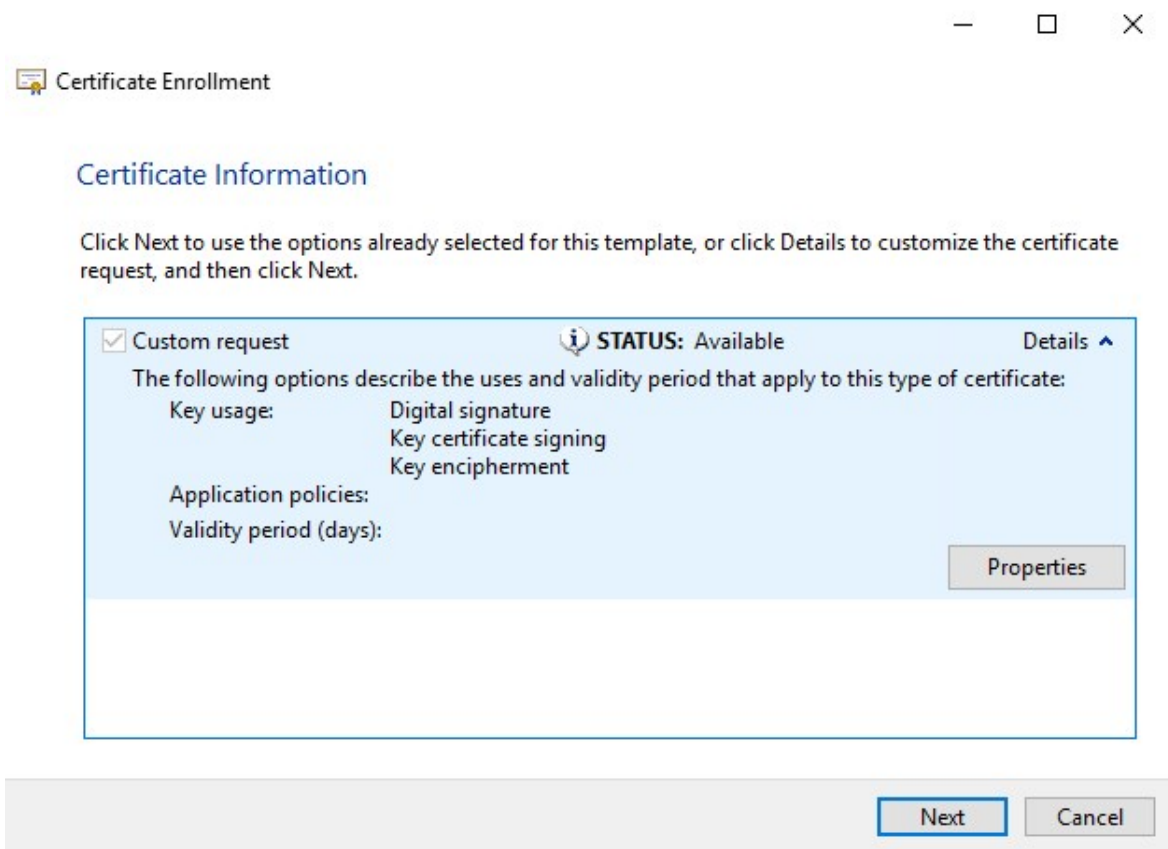 Certificate Enrollment
Certificate Information
Click Next to use the options already selected for this template, or click Details to customize the certificate
request, and then click Next.
Custom request STATUS: Available Details
The following options describe the uses and validity period that apply to this type of certificate:
Key usage: Digital signature
Key certificate signing
Key encipherment
Application policies:
Validity period (days):
Properties
Next Cancel